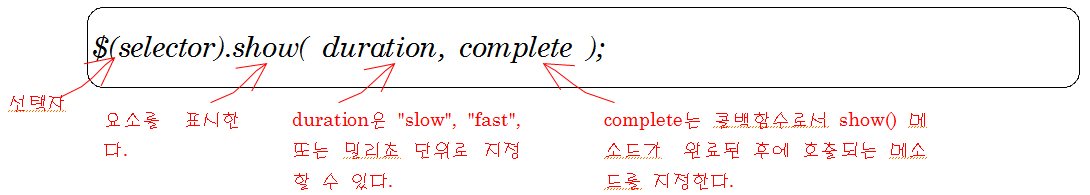 $(selector).show( duration, complete );
선택자
요소를 표시한
다.
duration은 "slow", "fast",
또는 밀리초 단위로 지정
할 수 있다.
complete는 콜백함수로서 show() 메
소드가 완료된 후에 호출되는 메소
드를 지정한다.